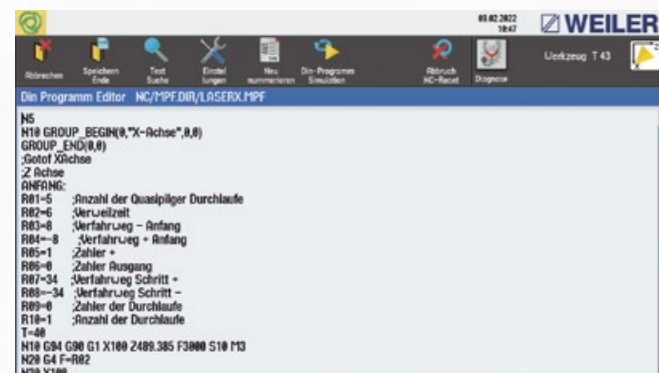 09.02.2022
10:47
WEILER
Abbrechen
Speichern
Ende
Text
Suche
Einstel
lungen
Neu
nummerieren
Din-Programm
Simulation
Abbruch
NC-Reset
Diagnose
Werkzeug T 43
Din Programm Editor NC/MPF.DIR/LASERX.MPF
N5
N10 GROUP_BEGIN(0,"X-Achse",0,0)
GROUP_END(0,0)
;Gotof XAchse
;Z Achse
ANFANG:
R01=5 ;Anzahl der Quasipilger Durchlaufe
R02=6 ;Verweilzeit
R03=8 ;Verfahrweg - Anfang
R04=-8 ;Verfahrweg + Anfang
R05=1 ;Zahler +
R06=0 ;Zahler Ausgang
R07=34 ;Verfahrweg Schritt +
R08=-34 ;Verfahrweg Schritt -
R09=0 ;Zahler der Durchlaufe
R10=1 ;Anzahl der Durchlaufe
T=40
N10 G94 G90 G1 X100 Z489.385 F3000 S10 M3
N20 G4 F=R02
N30 X100